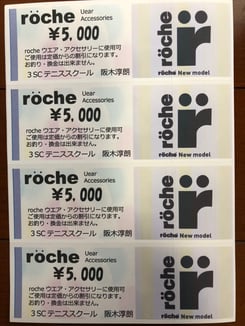 röche Uear
Accessories
¥5,000
roche ウエア・アクセサリーに使用可
ご使用は定価からの割引になります。
お釣り・換金は出来ません。
3SCテニススクール 阪木淳朗
röche
röche New model
röche Uear
Accessories
¥5,000
roche ウエア・アクセサリーに使用可
ご使用は定価からの割引になります。
お釣り・換金は出来ません。
3SCテニススクール 阪木淳朗
röche
röche New model
röche Uear
Accessories
¥5,000
roche ウエア・アクセサリーに使用可
ご使用は定価からの割引になります。
お釣り・換金は出来ません。
3SCテニススクール 阪木淳朗
röche
röche New model
röche Uear
Accessories
¥5,000
roche ウエア・アクセサリーに使用可
ご使用は定価からの割引になります。
お釣り・換金は出来ません。
3SCテニススクール 阪木淳朗
röche
röche New model